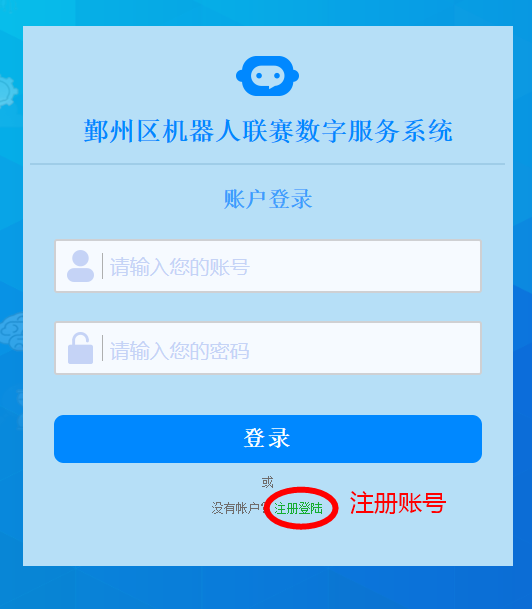 鄞州区机器人联赛数字服务系统
账户登录
请输入您的账号
请输入您的密码
登录
或
没有帐户? 注册登陆 注册账号